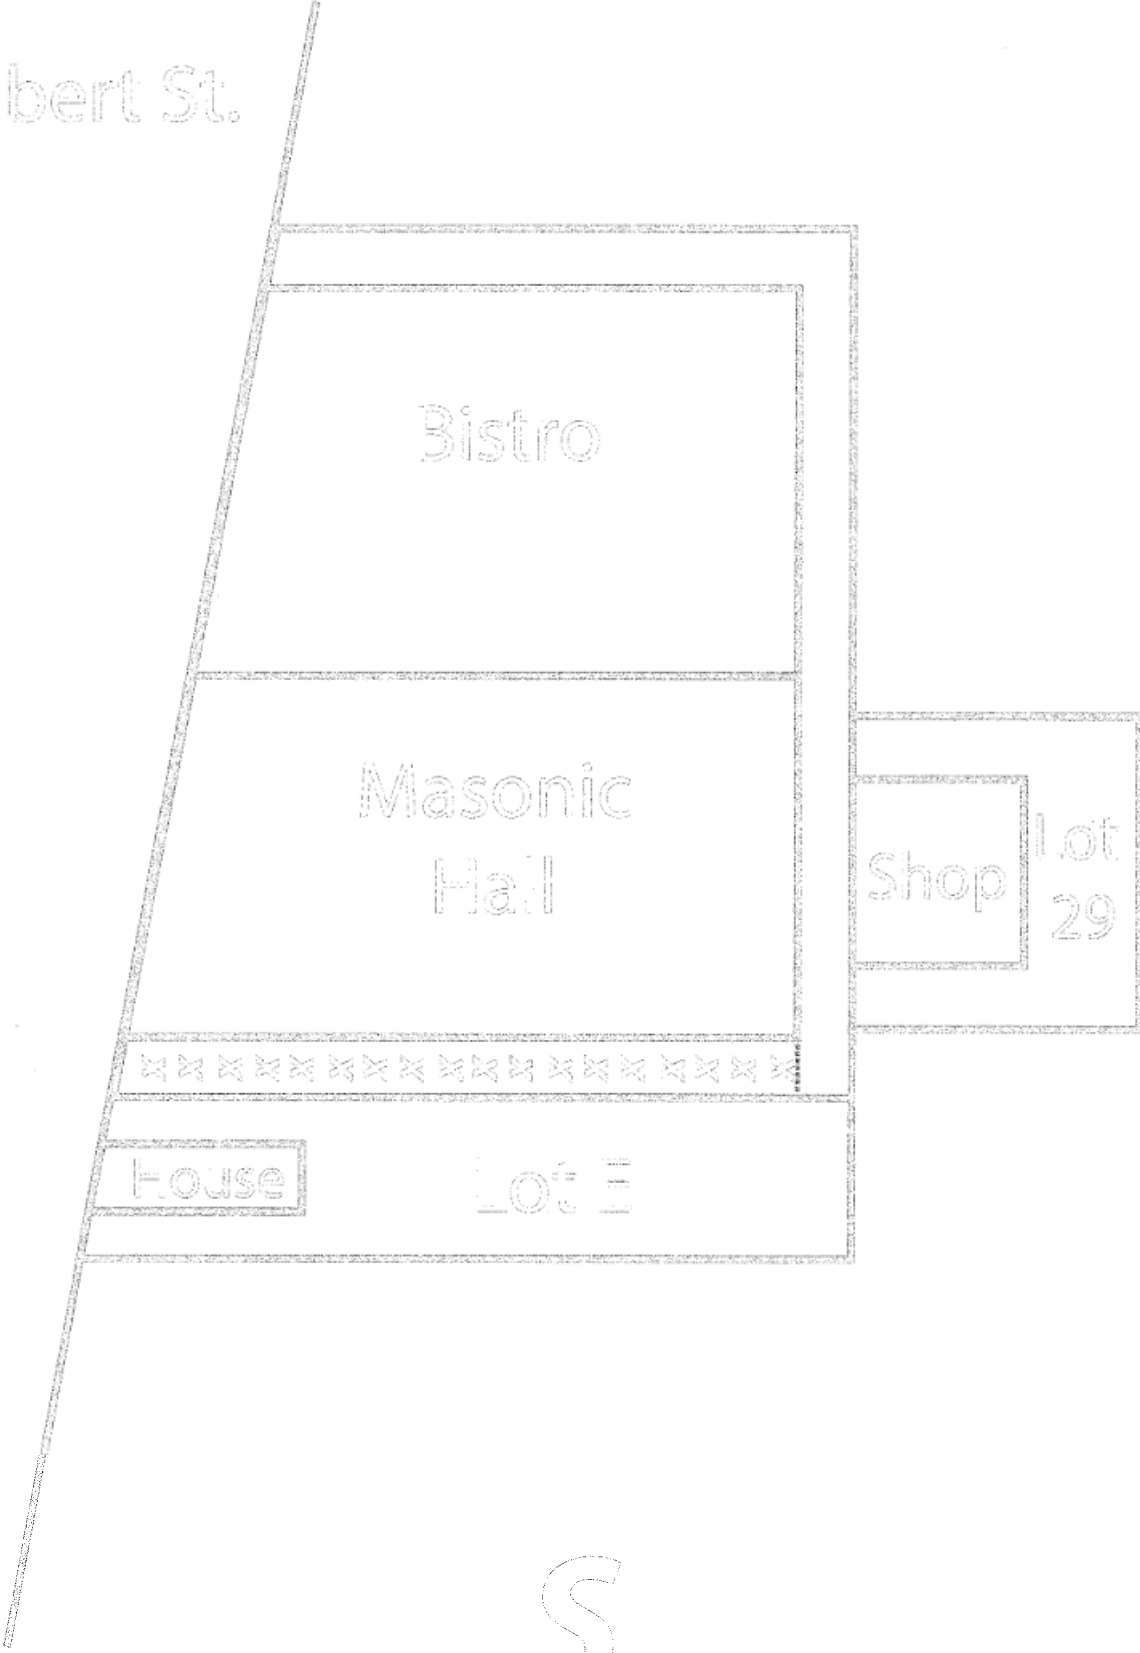 bert St.
Bistro
Masonic
Hall
Shop
Lot
29
x x x x x x x x x x x x x x x x x x
House
Lot E
S